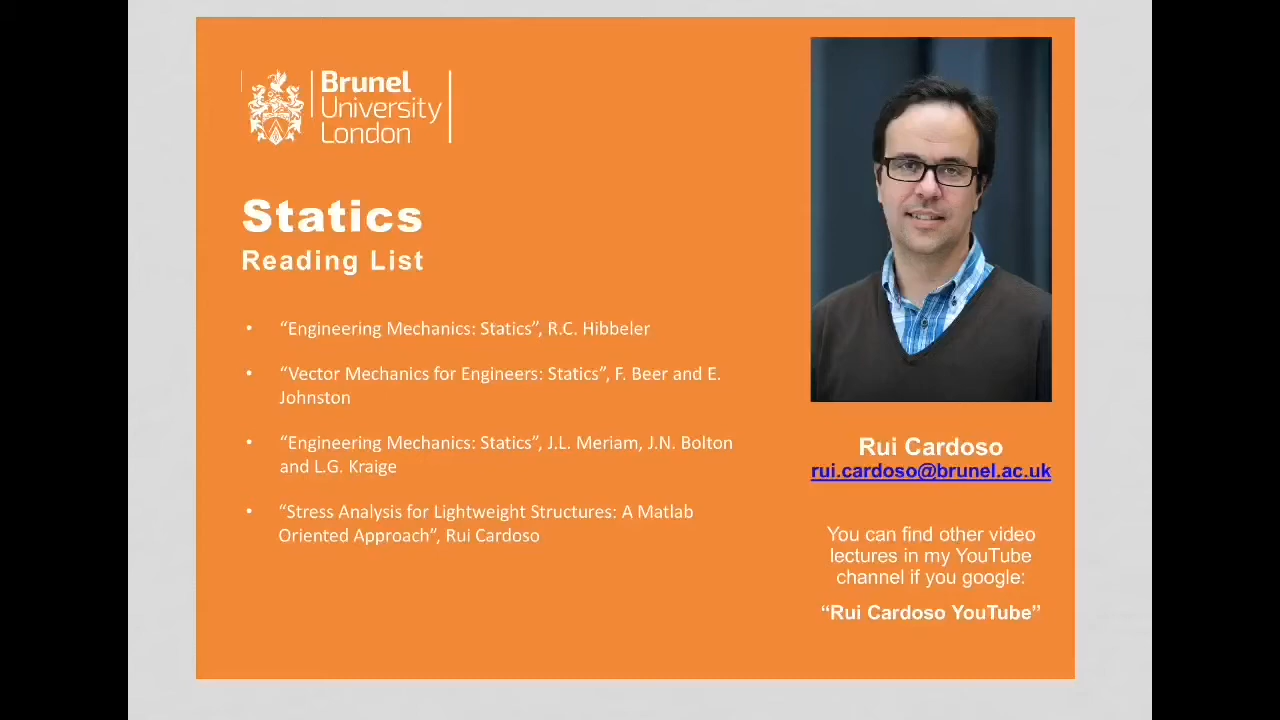 Brunel
University
London
Statics
Reading List
• “Engineering Mechanics: Statics”, R.C. Hibbeler
• “Vector Mechanics for Engineers: Statics”, F. Beer and E.
Johnston
• “Engineering Mechanics: Statics”, J.L. Meriam, J.N. Bolton
and L.G. Kraige
• “Stress Analysis for Lightweight Structures: A Matlab
Oriented Approach”, Rui Cardoso
Rui Cardoso
rui.cardoso@brunel.ac.uk
You can find other video
lectures in my YouTube
channel if you google:
“Rui Cardoso YouTube”